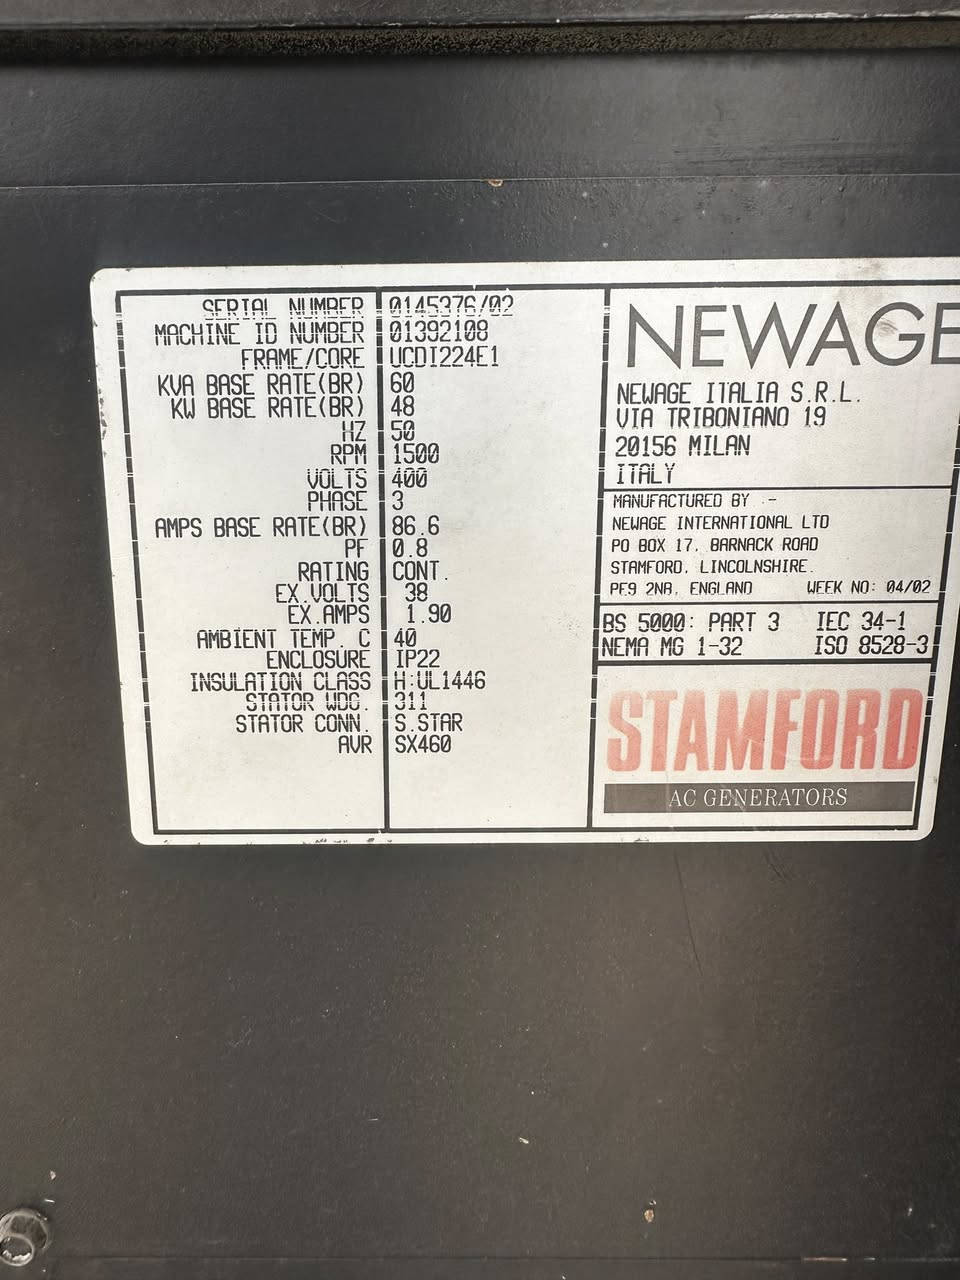 SERIAL NUMBER 0145376/02
MACHINE ID NUMBER 01392108
FRAME/CORE UCDI224E1
KVA BASE RATE(BR) 60
KW BASE RATE(BR) 48
HZ 50
RPM 1500
VOLTS 400
PHASE 3
AMPS BASE RATE(BR) 86.6
PF 0.8
RATING CONT.
EX.VOLTS 38
EX.AMPS 1.90
AMBIENT TEMP. C 40
ENCLOSURE IP22
INSULATION CLASS H:UL1446
STATOR WDG. 311
STATOR CONN. S.STAR
AVR SX460
NEWAGE
NEWAGE ITALIA S.R.L.
VIA TRIBONIANO 19
20156 MILAN
ITALY
MANUFACTURED BY :-
NEWAGE INTERNATIONAL LTD
PO BOX 17, BARNACK ROAD
STAMFORD, LINCOLNSHIRE.
PE9 2NB, ENGLAND WEEK NO: 04/02
BS 5000: PART 3 IEC 34-1
NEMA MG 1-32 ISO 8528-3
STAMFORD
AC GENERATORS